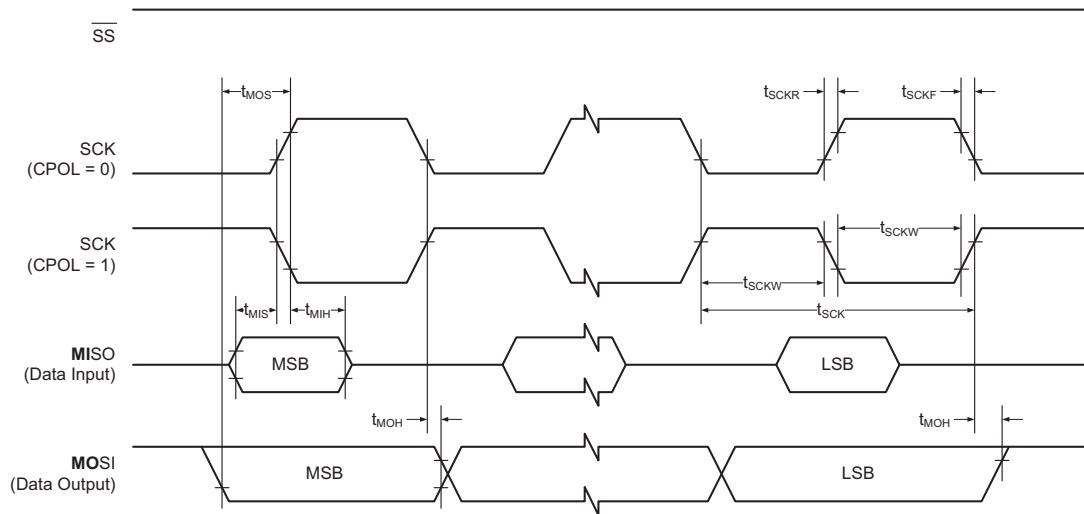 SS
tMOS
tSCKR
tSCKF
SCK
(CPOL = 0)
SCK
(CPOL = 1)
tSCKW
tSCKW
tMIS
tMIH
tSCK
MISO
(Data Input)
MSB
LSB
tMOH
tMOH
MOSI
(Data Output)
MSB
LSB